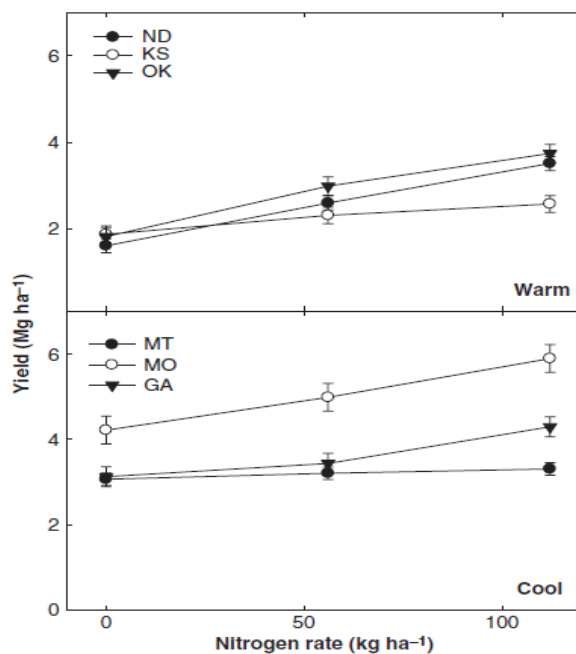 ND
KS
OK
6
4
2
Warm
Yield (Mg ha–1)
MT
MO
GA
6
4
2
0
Cool
0 50 100
Nitrogen rate (kg ha–1)